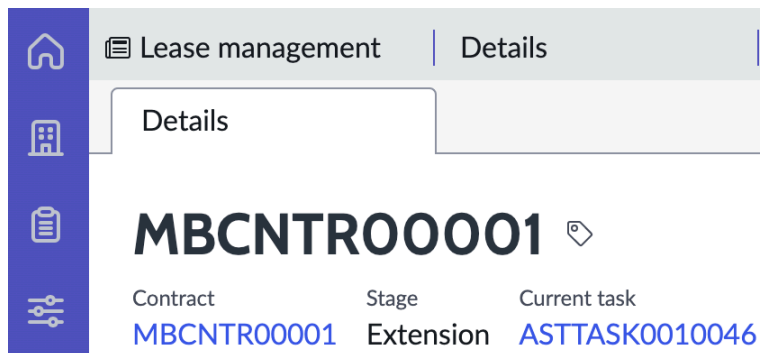 Lease management Details
Details
MBCNTR00001
Contract Stage Current task
MBCNTR00001 Extension ASTTASK0010046